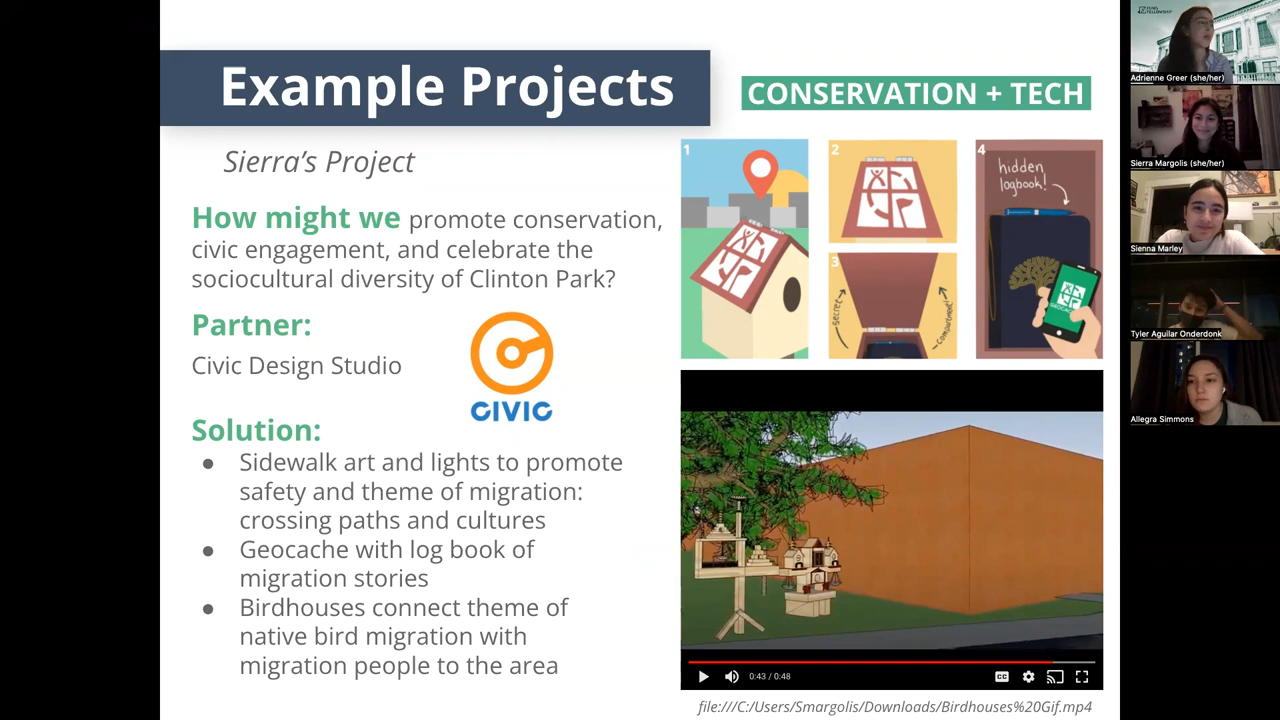 Example Projects
CONSERVATION + TECH
Sierra's Project
How might we promote conservation,
civic engagement, and celebrate the
sociocultural diversity of Clinton Park?
Partner:
Civic Design Studio
CIVIC
Solution:
● Sidewalk art and lights to promote
safety and theme of migration:
crossing paths and cultures
● Geocache with log book of
migration stories
● Birdhouses connect theme of
native bird migration with
migration people to the area
1
2
3
secret
compartment!
4
hidden
logbook!
0:43 / 0:48
CC
file:///C:/Users/Smargolis/Downloads/Birdhouses%20Gif.mp4
Adrienne Greer (she/her)
Sierra Margolis (she/her)
Sienna Marley
Tyler Aguilar Onderdonk
Allegra Simmons